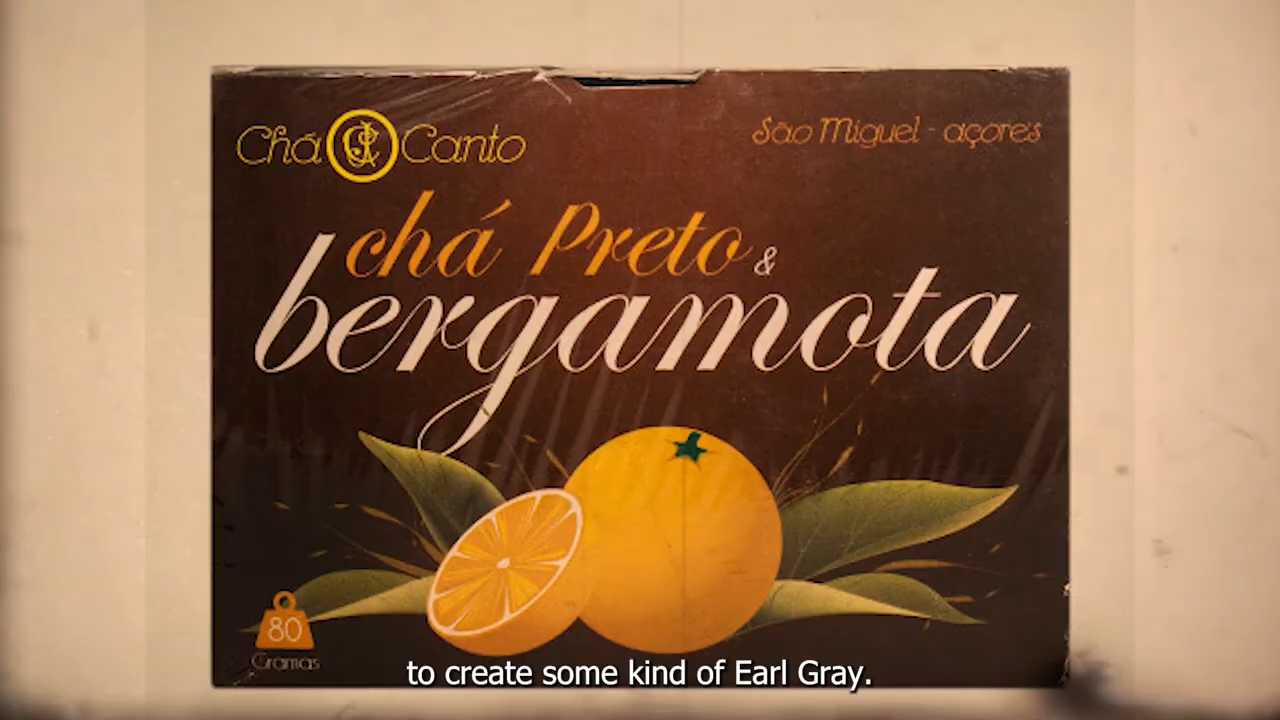 Chá Canto
São Miguel - açores
chá Preto &
bergamota
80
Gramas
to create some kind of Earl Gray.